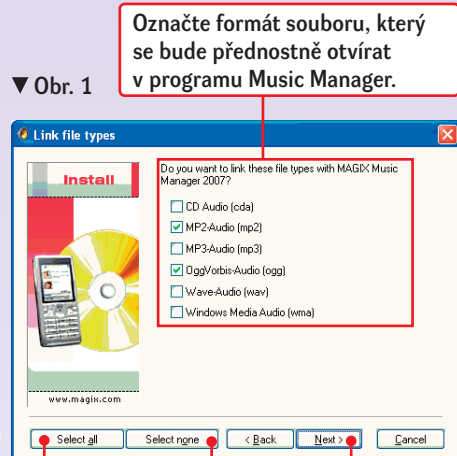 Označte formát souboru, který
se bude přednostně otvírat
v programu Music Manager.
▼ Obr. 1
Link file types
Install
Do you want to link these file types with MAGIX Music
Manager 2007?
CD Audio (cda)
MP2-Audio (mp2)
MP3-Audio (mp3)
OggVorbis-Audio (ogg)
Wave-Audio (wav)
Windows Media Audio (wma)
www.magix.com
Select all
Select none
< Back
Next >
Cancel